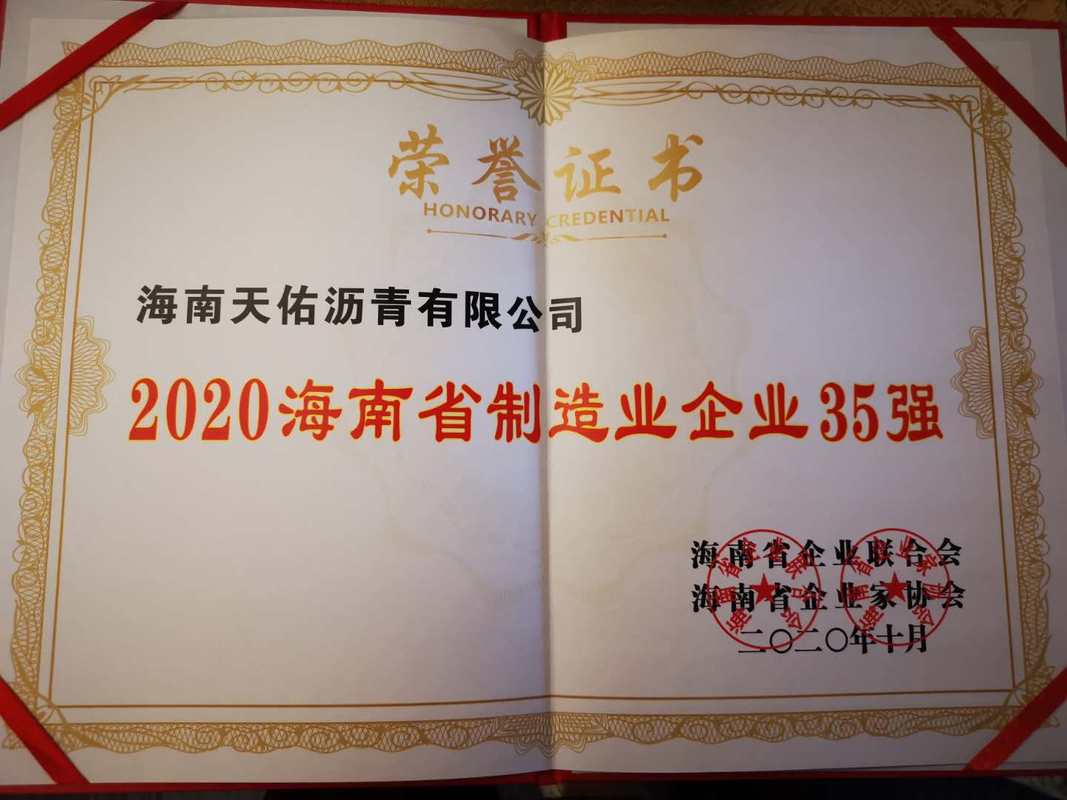 荣誉证书
HONORARY CREDENTIAL
海南天佑沥青有限公司
2020海南省制造业企业35强
海南省企业联合会
海南省企业家协会
二〇二〇年十月